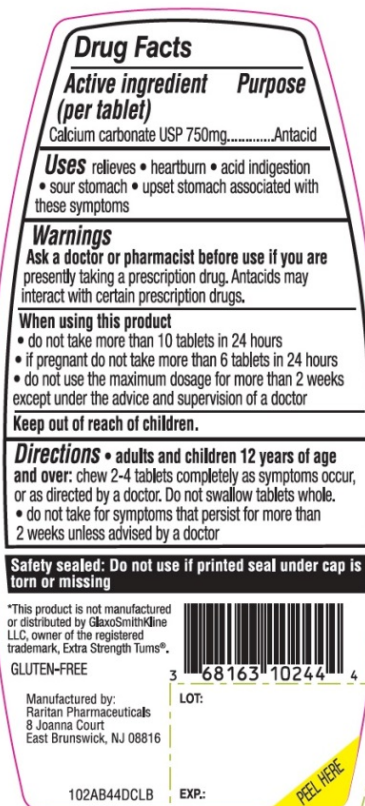 Drug Facts
Active ingredient Purpose
(per tablet)
Calcium carbonate USP 750mg.............Antacid
Uses relieves • heartburn • acid indigestion
• sour stomach • upset stomach associated with
these symptoms
Warnings
Ask a doctor or pharmacist before use if you are
presently taking a prescription drug. Antacids may
interact with certain prescription drugs.
When using this product
• do not take more than 10 tablets in 24 hours
• if pregnant do not take more than 6 tablets in 24 hours
• do not use the maximum dosage for more than 2 weeks
except under the advice and supervision of a doctor
Keep out of reach of children.
Directions • adults and children 12 years of age
and over: chew 2-4 tablets completely as symptoms occur,
or as directed by a doctor. Do not swallow tablets whole.
• do not take for symptoms that persist for more than
2 weeks unless advised by a doctor
Safety sealed: Do not use if printed seal under cap is
torn or missing
*This product is not manufactured
or distributed by GlaxoSmithKline
LLC, owner of the registered
trademark, Extra Strength Tums®.
GLUTEN-FREE
3 68163 10244 4
Manufactured by:
Raritan Pharmaceuticals
8 Joanna Court
East Brunswick, NJ 08816
LOT:
102AB44DCLB
EXP.:
PEEL HERE